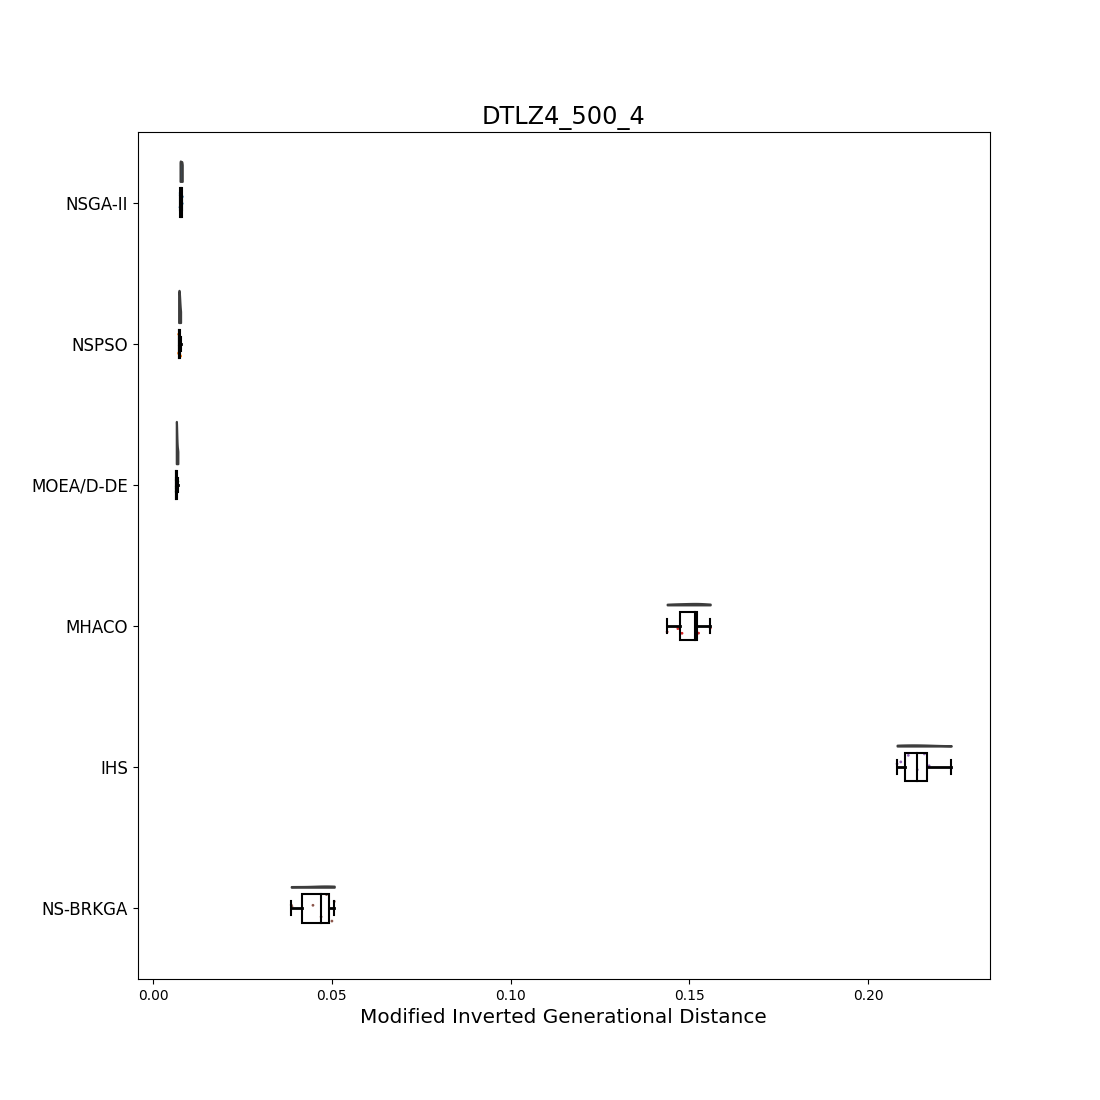 DTLZ4_500_4
NSGA-II
NSPSO
MOEA/D-DE
MHACO
IHS
NS-BRKGA
0.00 0.05 0.10 0.15 0.20
Modified Inverted Generational Distance